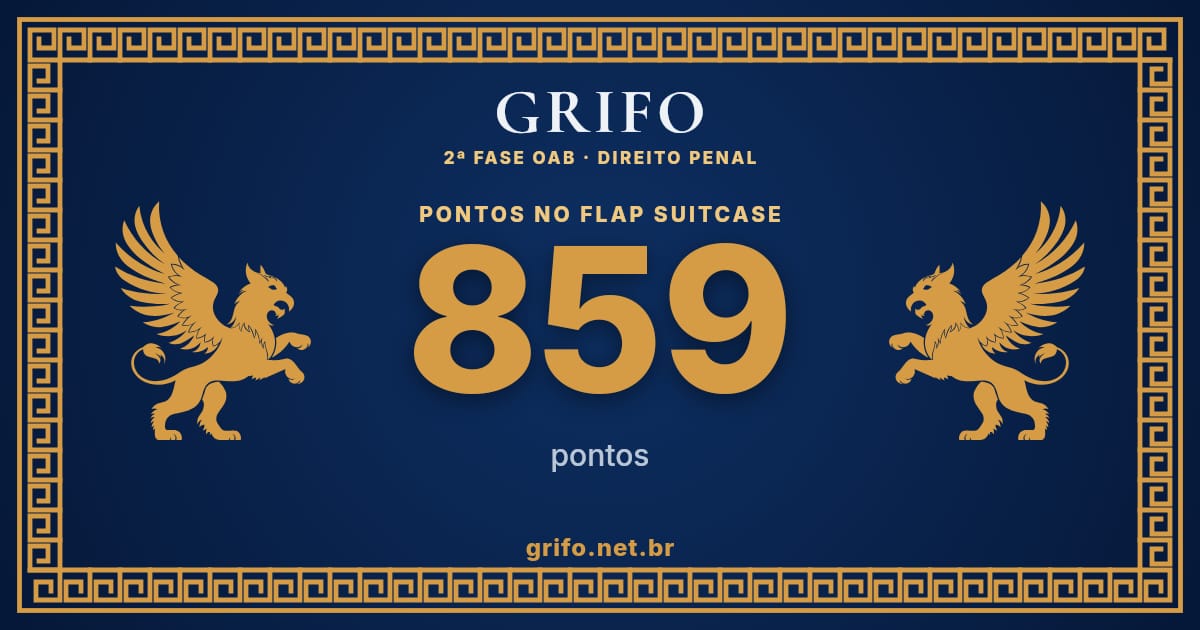 GRIFO
2ª FASE OAB · DIREITO PENAL
PONTOS NO FLAP SUITCASE
859
pontos
grifo.net.br